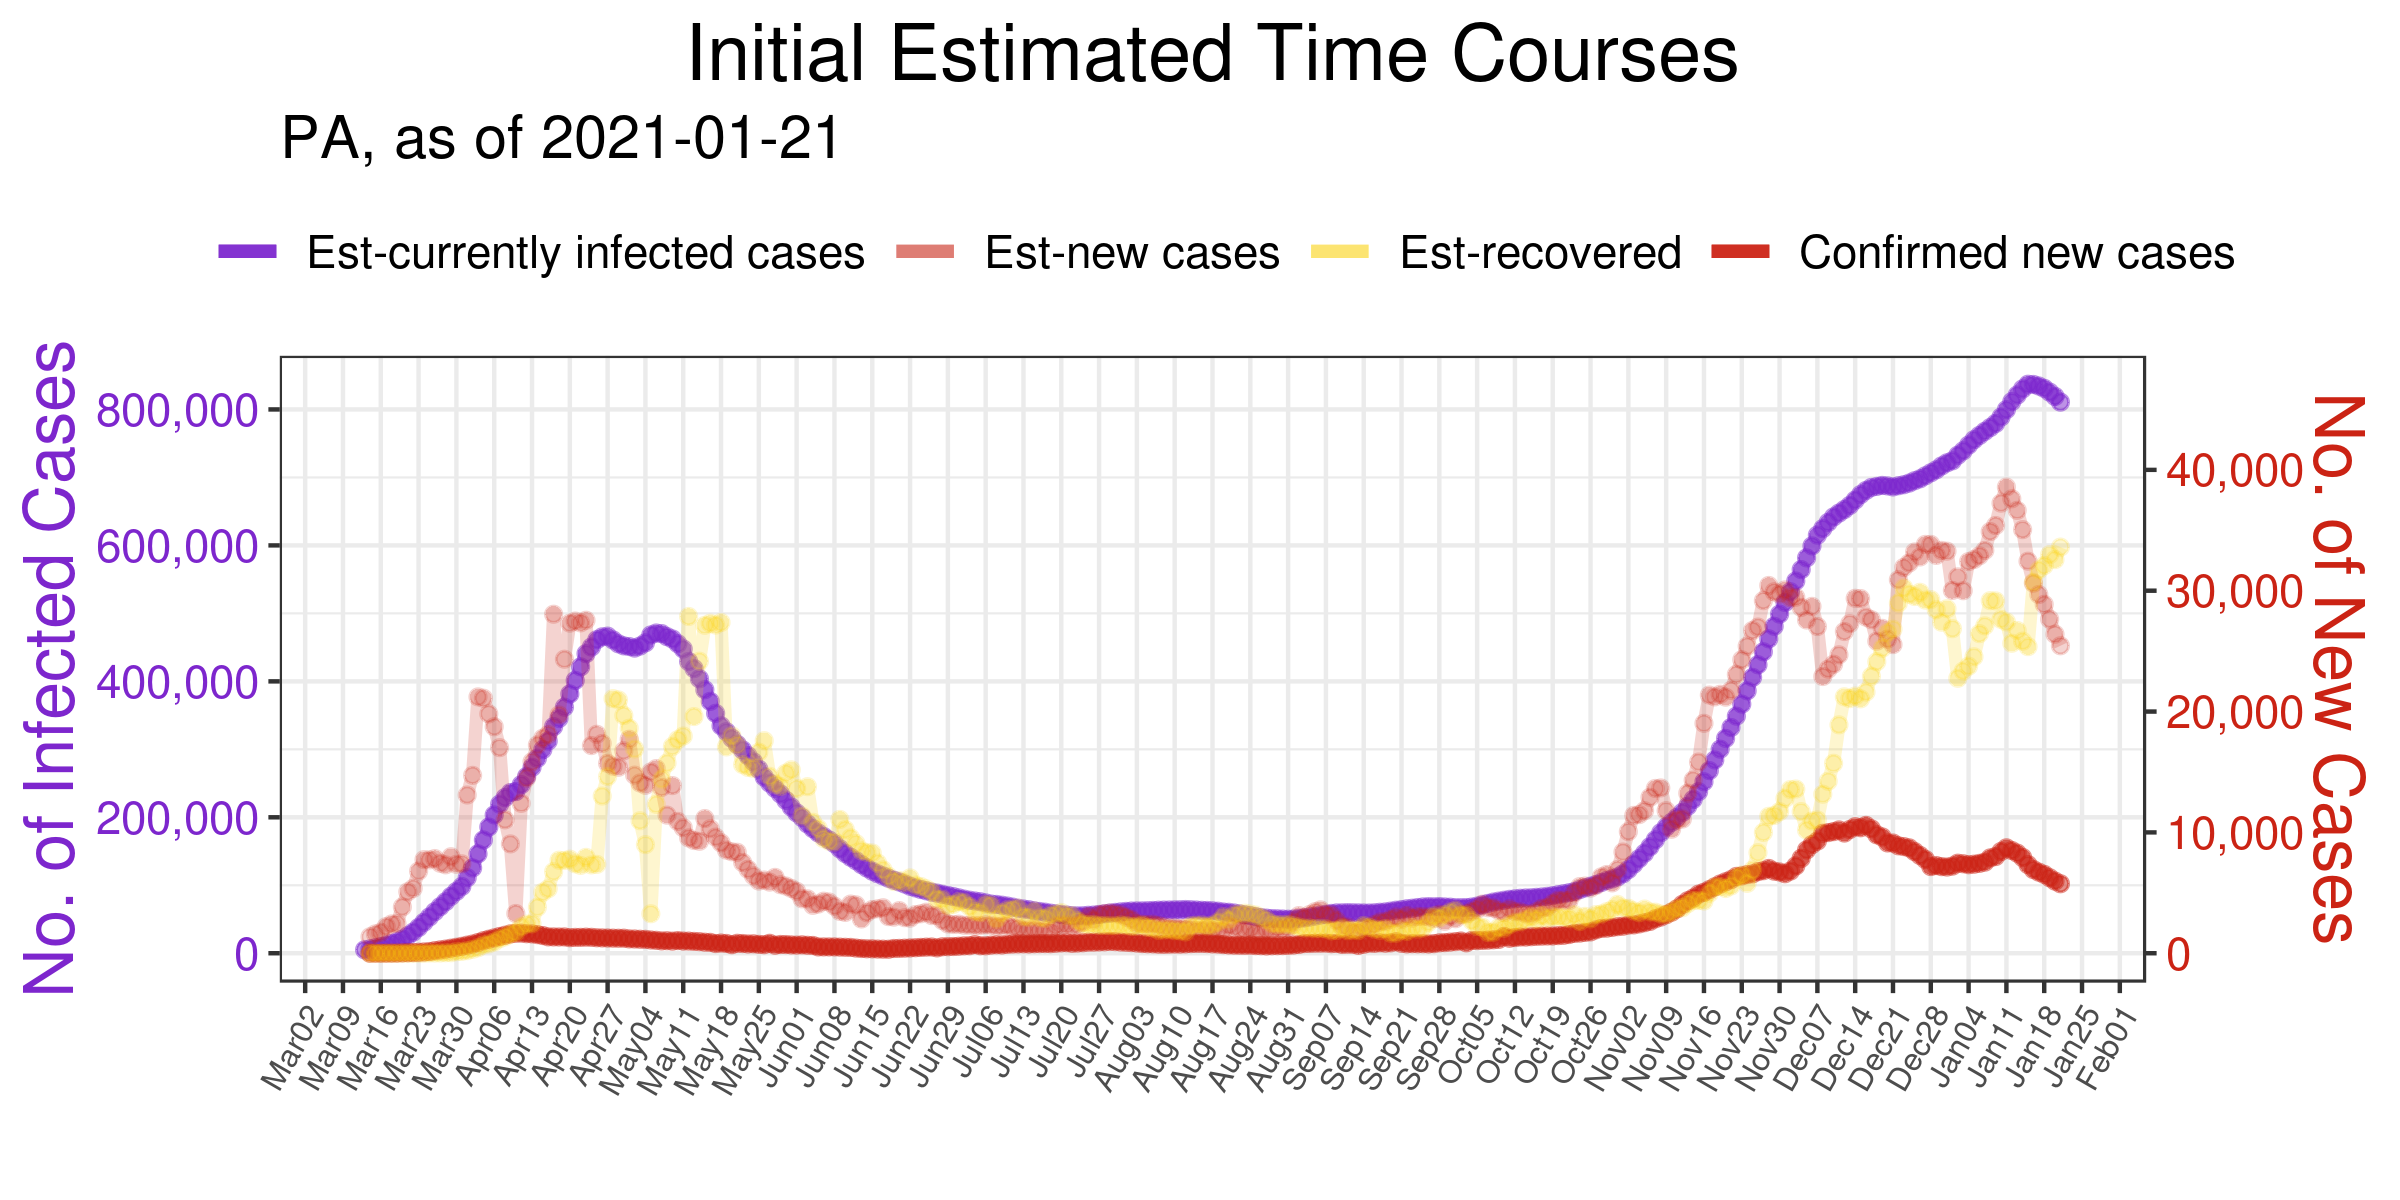 Initial Estimated Time Courses
PA, as of 2021-01-21
Est-currently infected cases Est-new cases Est-recovered Confirmed new cases
No. of Infected Cases
800,000
600,000
400,000
200,000
0
40,000
30,000
20,000
10,000
0
No. of New Cases
Mar02 Mar09 Mar16 Mar23 Mar30 Apr06 Apr13 Apr20 Apr27 May04 May11 May18 May25 Jun01 Jun08 Jun15 Jun22 Jun29 Jul06 Jul13 Jul20 Jul27 Aug03 Aug10 Aug17 Aug24 Aug31 Sep07 Sep14 Sep21 Sep28 Oct05 Oct12 Oct19 Oct26 Nov02 Nov09 Nov16 Nov23 Nov30 Dec07 Dec14 Dec21 Dec28 Jan04 Jan11 Jan18 Jan25 Feb01